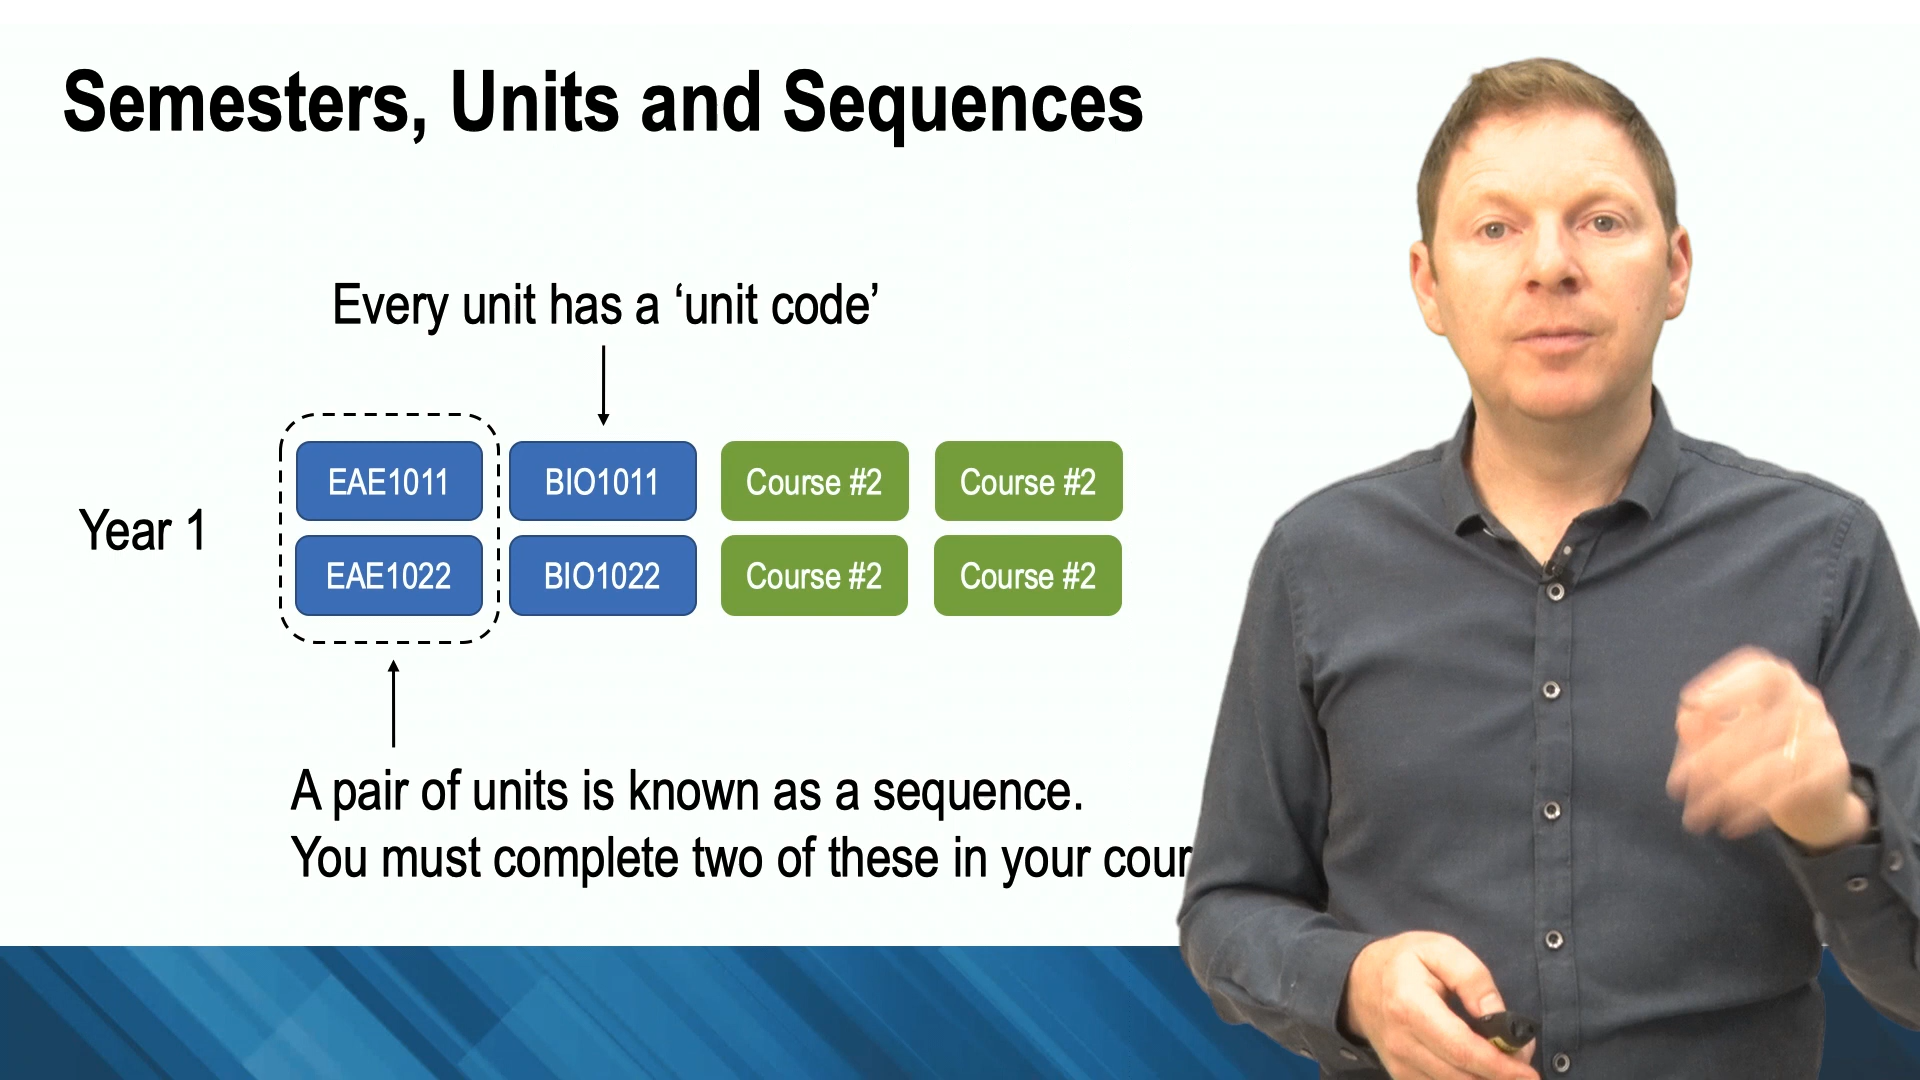 Semesters, Units and Sequences
Every unit has a ‘unit code’
EAE1011 BIO1011 Course #2 Course #2
Year 1
EAE1022 BIO1022 Course #2 Course #2
A pair of units is known as a sequence.
You must complete two of these in your